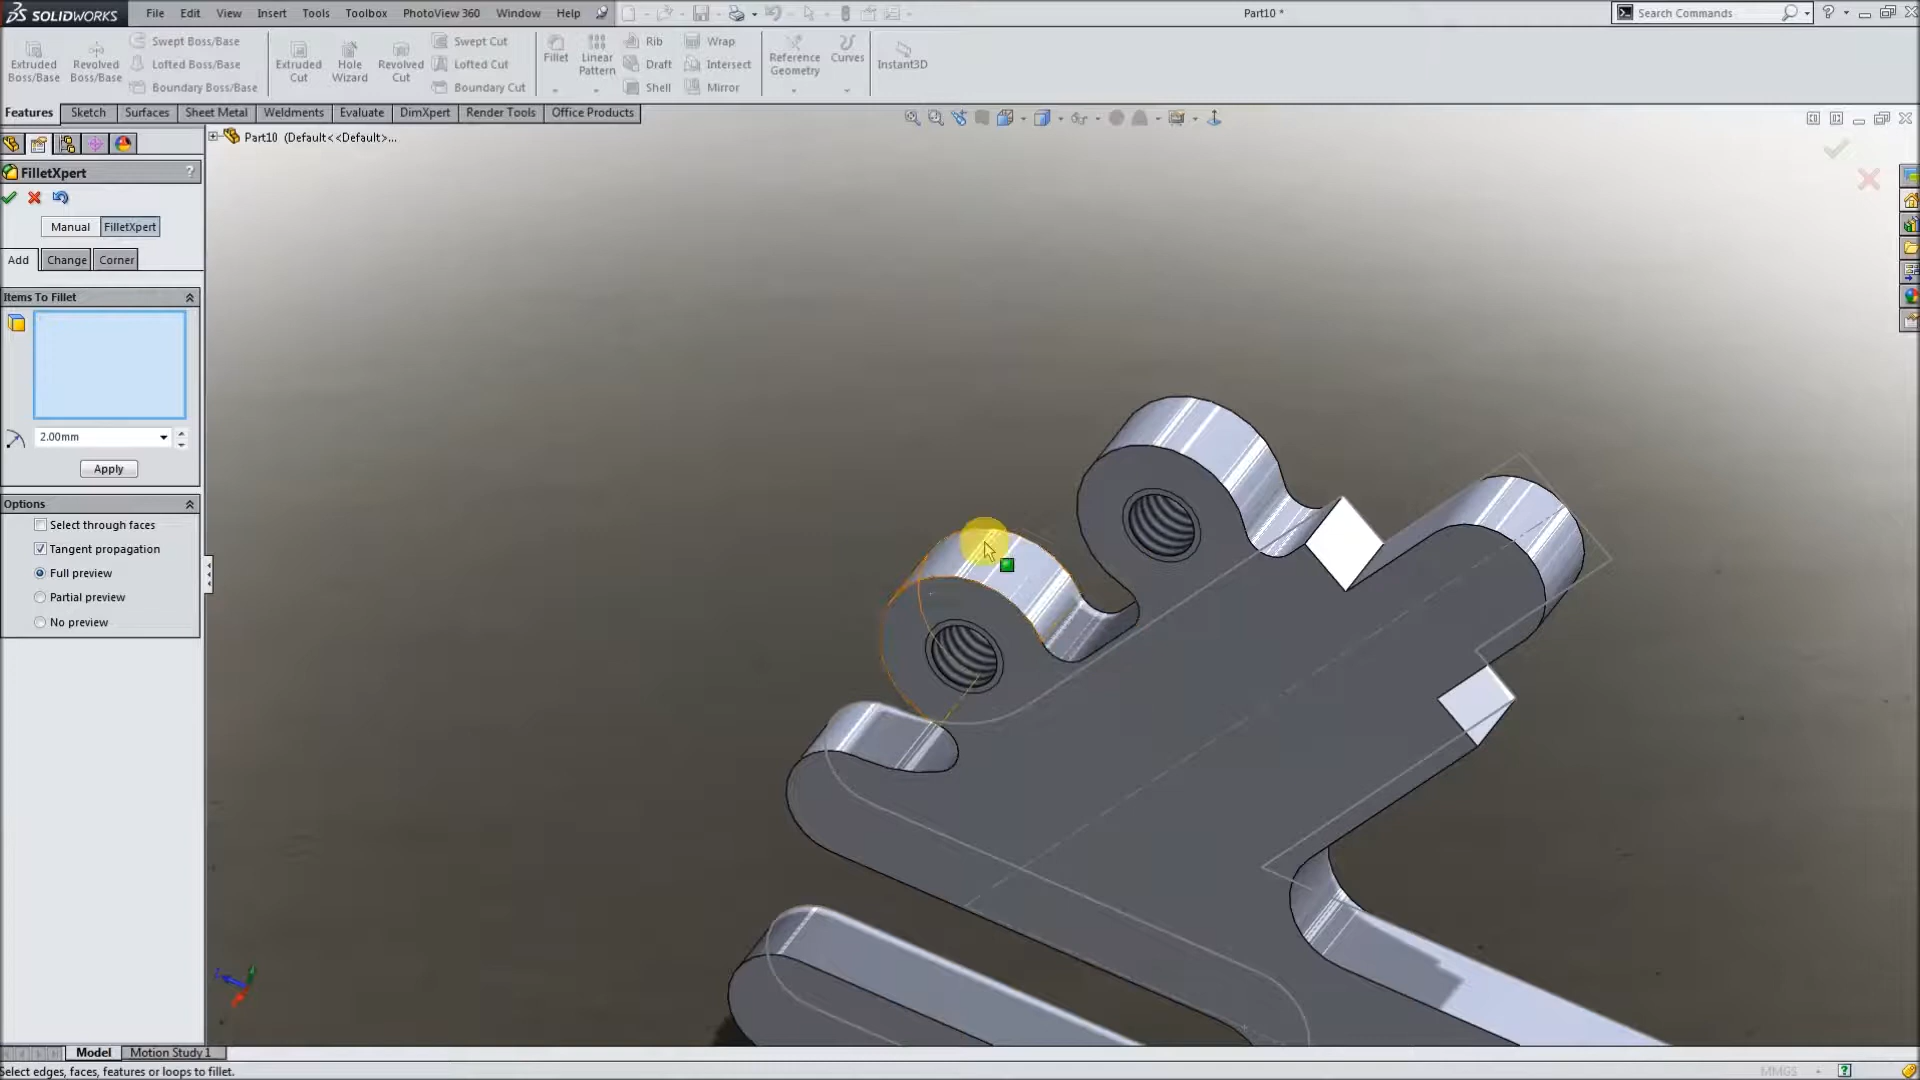 SOLIDWORKS File Edit View Insert Tools Toolbox PhotoView 360 Window Help Part10 * Search Commands
Extruded Boss/Base
Revolved Boss/Base
Swept Boss/Base
Lofted Boss/Base
Boundary Boss/Base
Extruded Cut
Hole Wizard
Revolved Cut
Swept Cut
Lofted Cut
Boundary Cut
Fillet
Linear Pattern
Rib
Draft
Shell
Wrap
Intersect
Mirror
Reference Geometry
Curves
Instant3D
Features Sketch Surfaces Sheet Metal Weldments Evaluate DimXpert Render Tools Office Products
Part10 (Default<<Default>...
FilletXpert ?
Manual FilletXpert
Add Change Corner
Items To Fillet
2.00mm
Apply
Options
Select through faces
Tangent propagation
Full preview
Partial preview
No preview
Model Motion Study 1
Select edges, faces, features or loops to fillet. MMGS